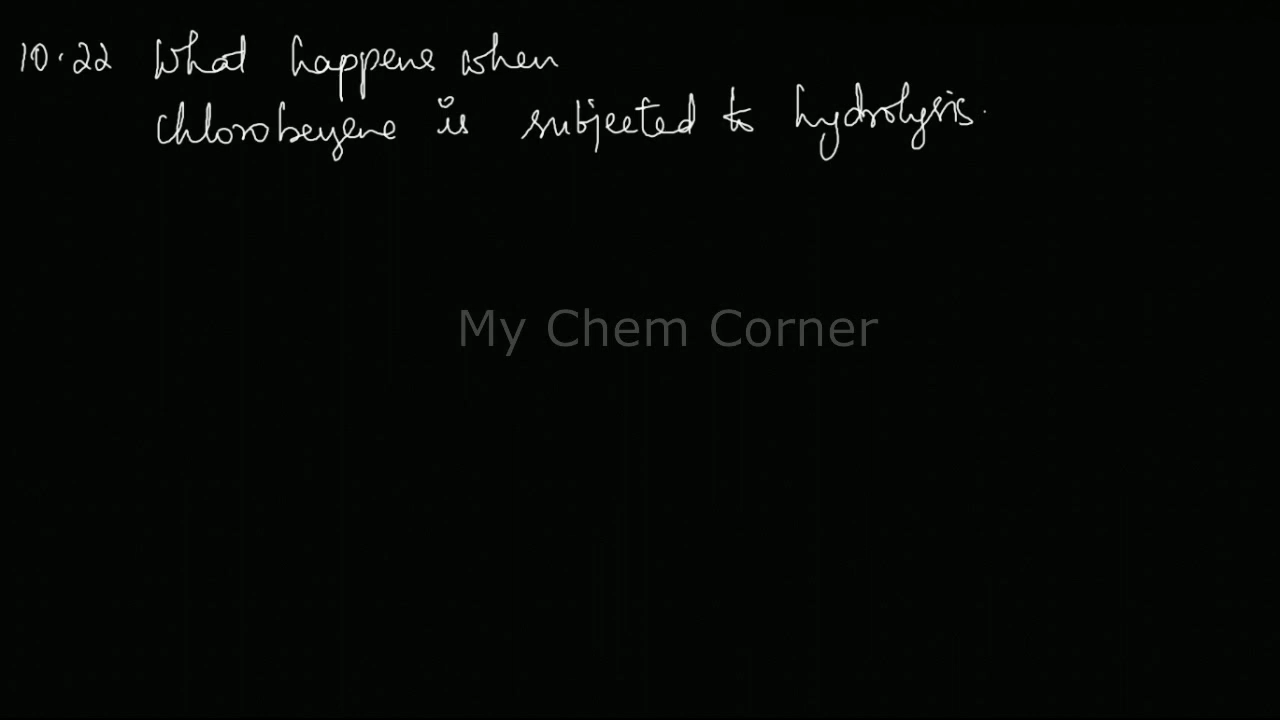 10.22 What happens when
chlorobenzene is subjected to hydrolysis.
My Chem Corner